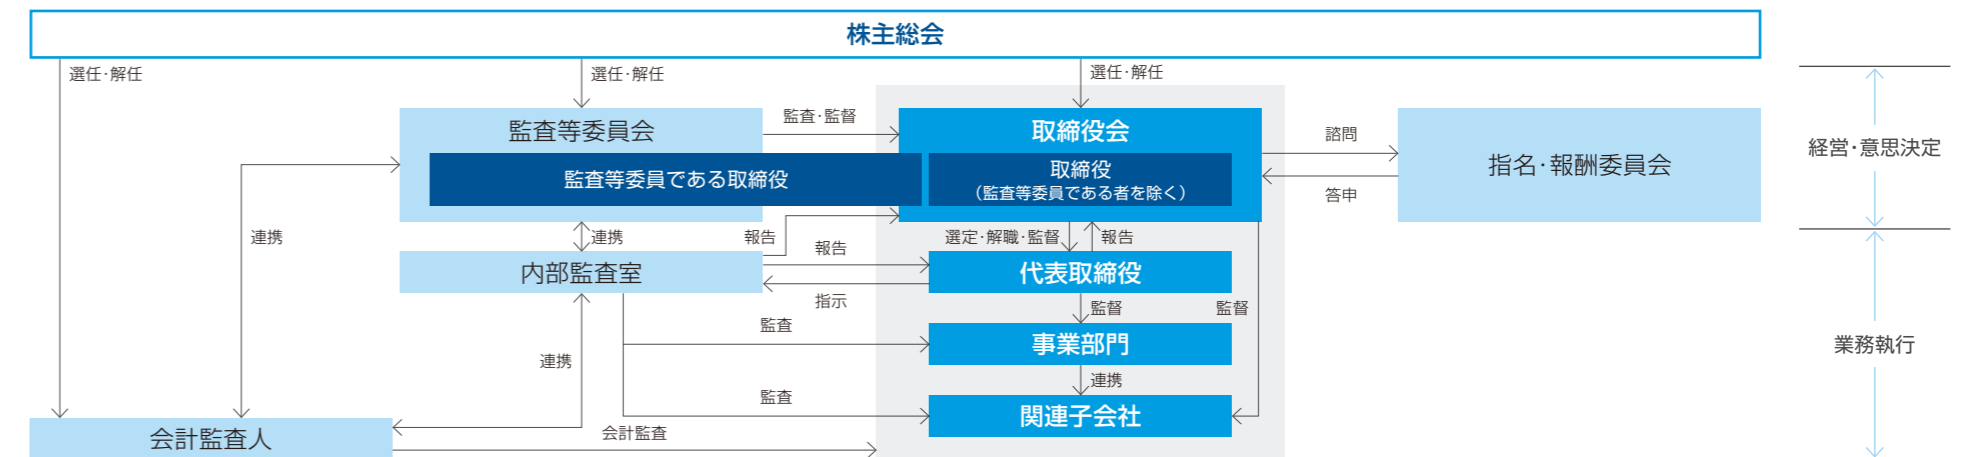 株主総会
選任・解任
選任・解任
選任・解任
監査等委員会
監査・監督
取締役会
諮問
指名・報酬委員会
経営・意思決定
監査等委員である取締役
取締役
（監査等委員である者を除く）
答申
連携
連携
報告
報告
選定・解職・監督
報告
内部監査室
代表取締役
指示
監督
監督
監査
事業部門
業務執行
連携
連携
監査
関連子会社
会計監査人
会計監査